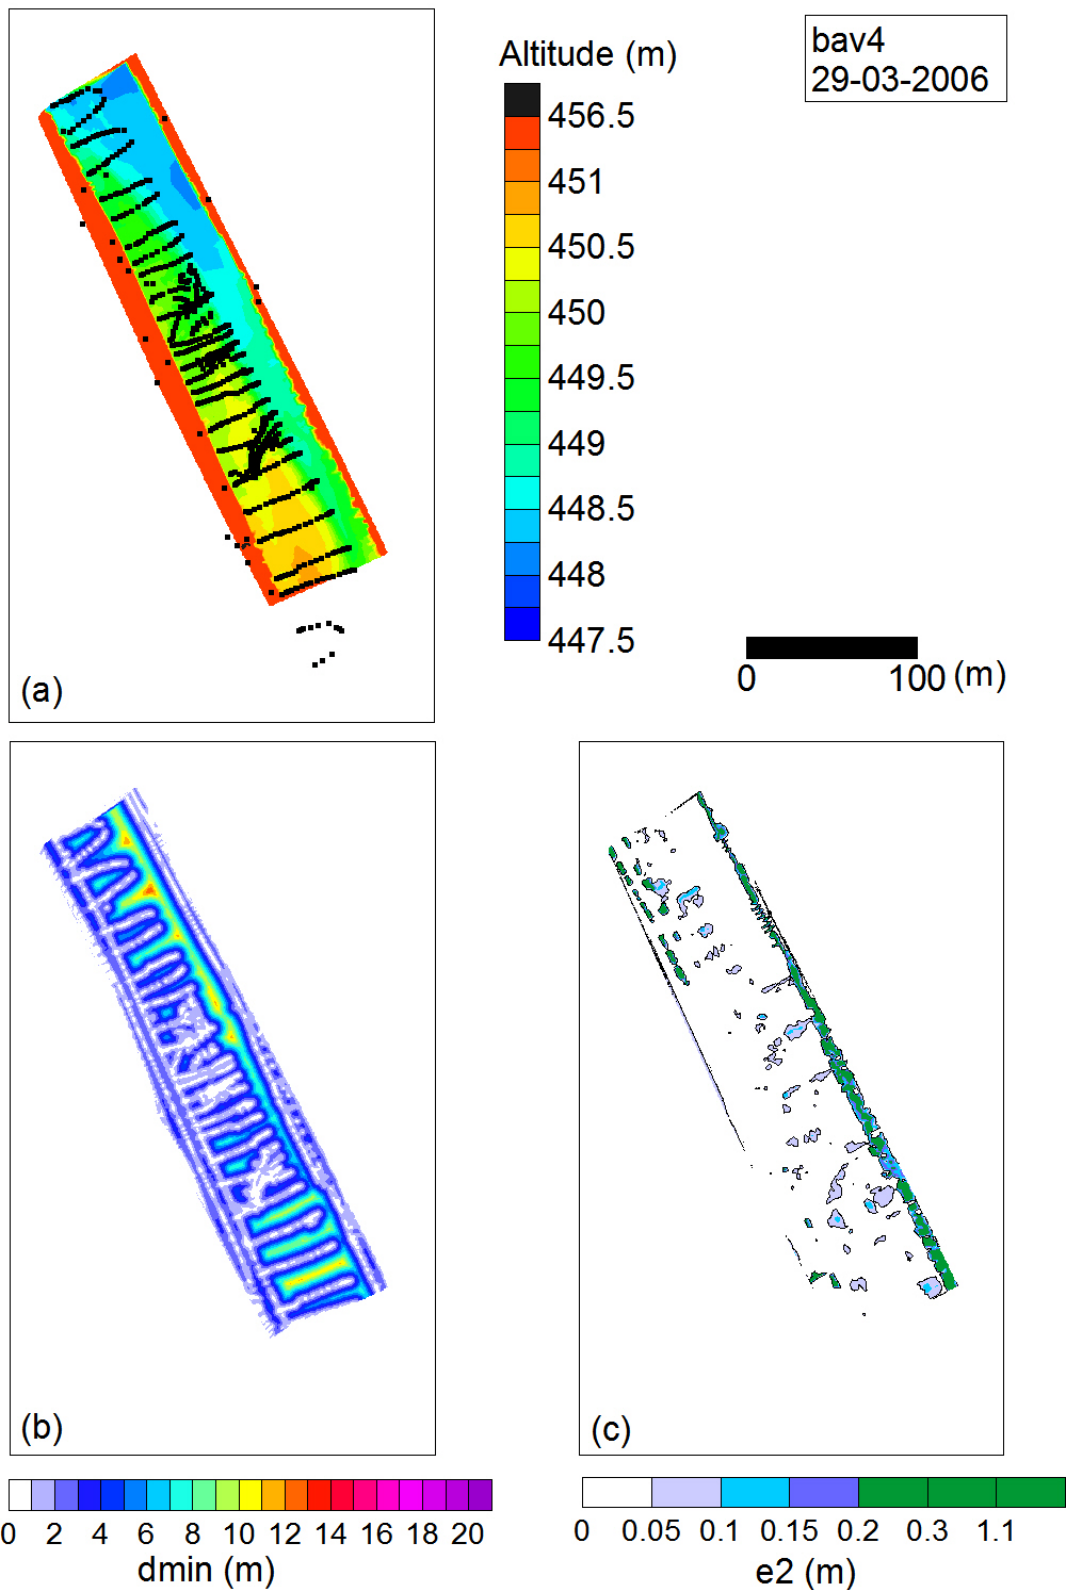 Altitude (m)
bav4
29-03-2006
456.5
451
450.5
450
449.5
449
448.5
448
447.5
0 100 (m)
(a)
(b)
(c)
0 2 4 6 8 10 12 14 16 18 20
dmin (m)
0 0.05 0.1 0.15 0.2 0.3 1.1
e2 (m)